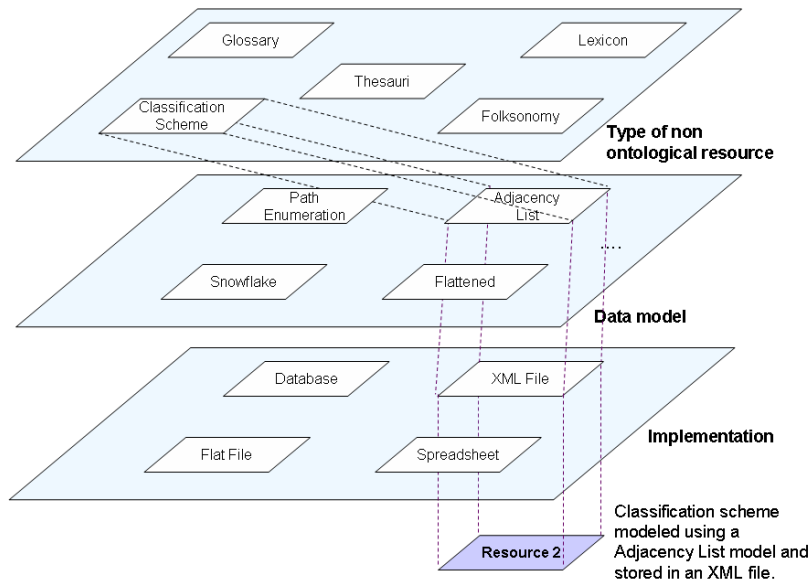 Glossary
Lexicon
Thesauri
Classification
Scheme
Folksonomy
Type of non
ontological resource
Path
Enumeration
Adjacency
List
....
Snowflake
Flattened
Data model
Database
XML File
Flat File
Spreadsheet
Implementation
Resource 2
Classification scheme
modeled using a
Adjacency List model and
stored in an XML file.